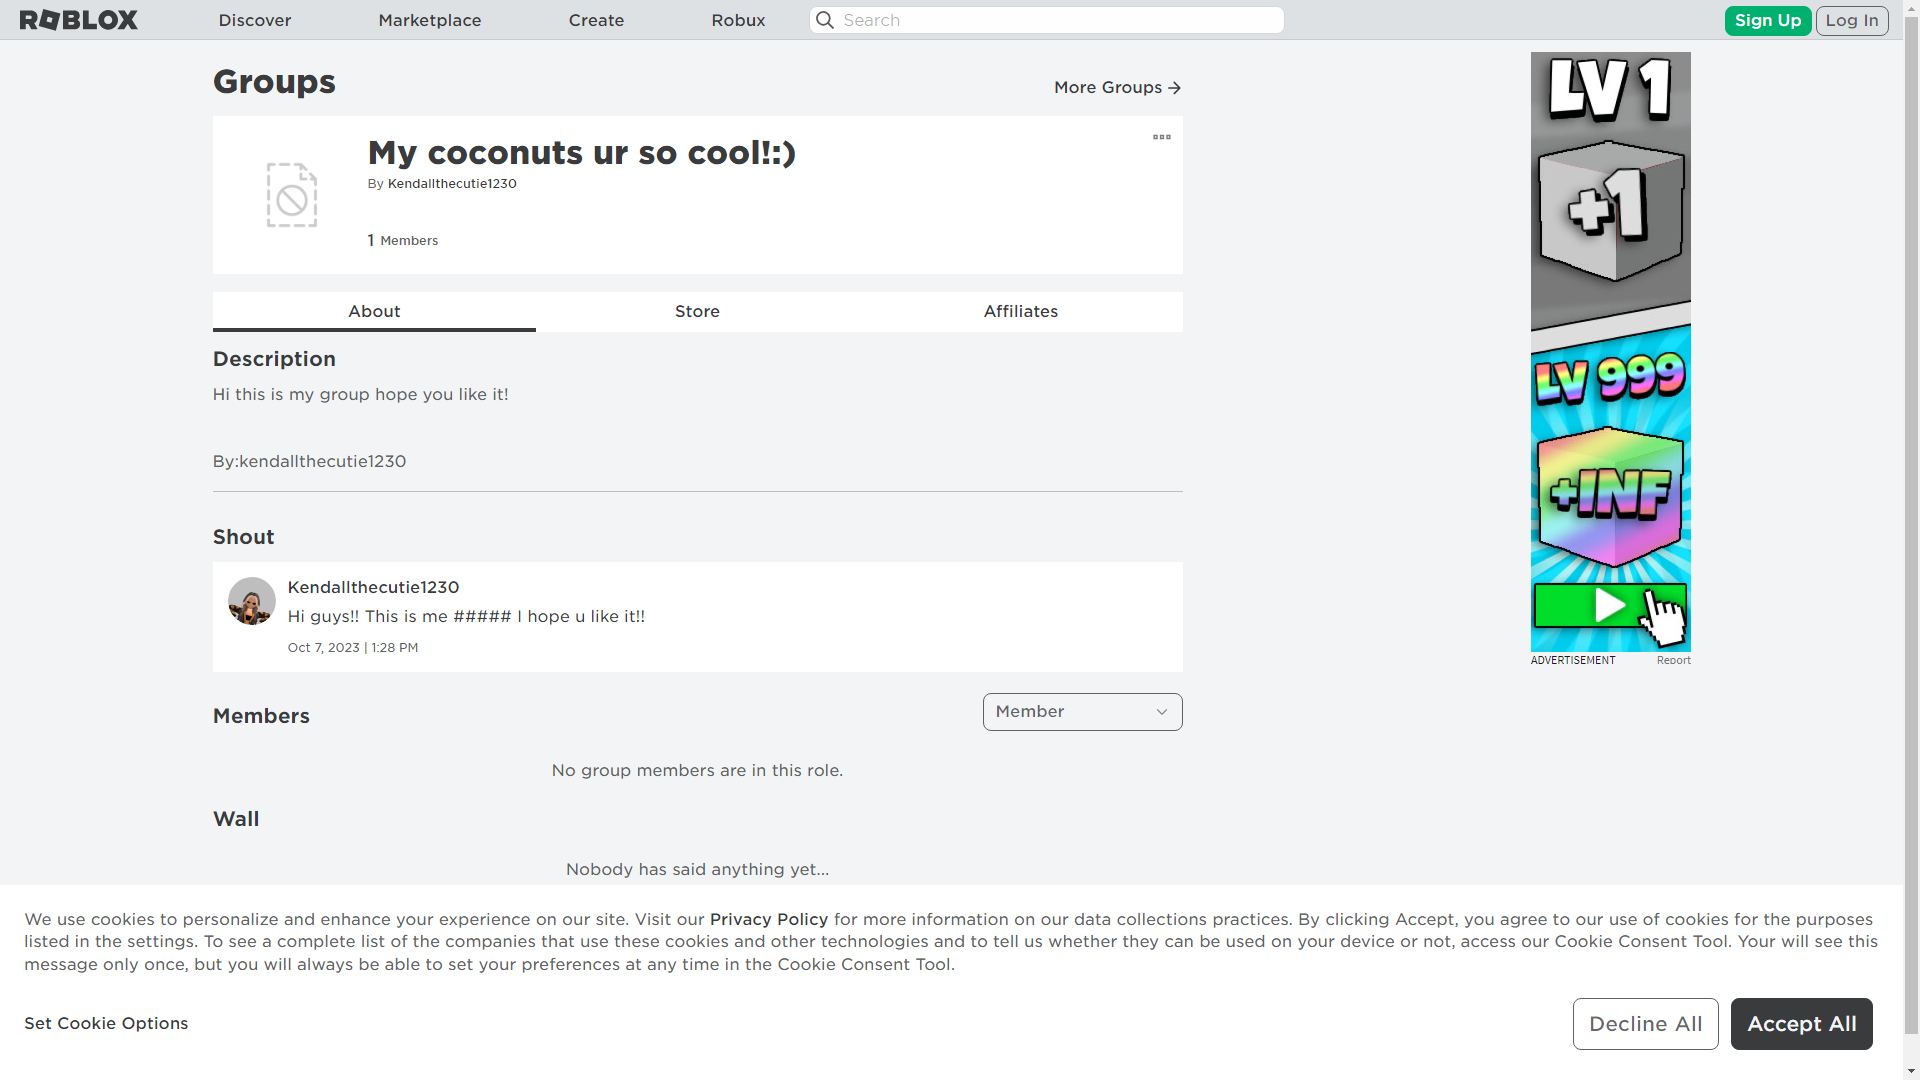 ROBLOX
Discover
Marketplace
Create
Robux
Search
Sign Up
Log In
Groups
More Groups
My coconuts ur so cool!:)
By Kendallthecutie1230
1 Members
About
Store
Affiliates
Description
Hi this is my group hope you like it!
By:kendallthecutie1230
Shout
Kendallthecutie1230
Hi guys!! This is me ##### I hope u like it!!
Oct 7, 2023 | 1:28 PM
Members
Member
No group members are in this role.
Wall
Nobody has said anything yet...
LV 1
+1
LV 999
+INF
ADVERTISEMENT
Report
We use cookies to personalize and enhance your experience on our site. Visit our Privacy Policy for more information on our data collections practices. By clicking Accept, you agree to our use of cookies for the purposes
listed in the settings. To see a complete list of the companies that use these cookies and other technologies and to tell us whether they can be used on your device or not, access our Cookie Consent Tool. Your will see this
message only once, but you will always be able to set your preferences at any time in the Cookie Consent Tool.
Set Cookie Options
Decline All
Accept All